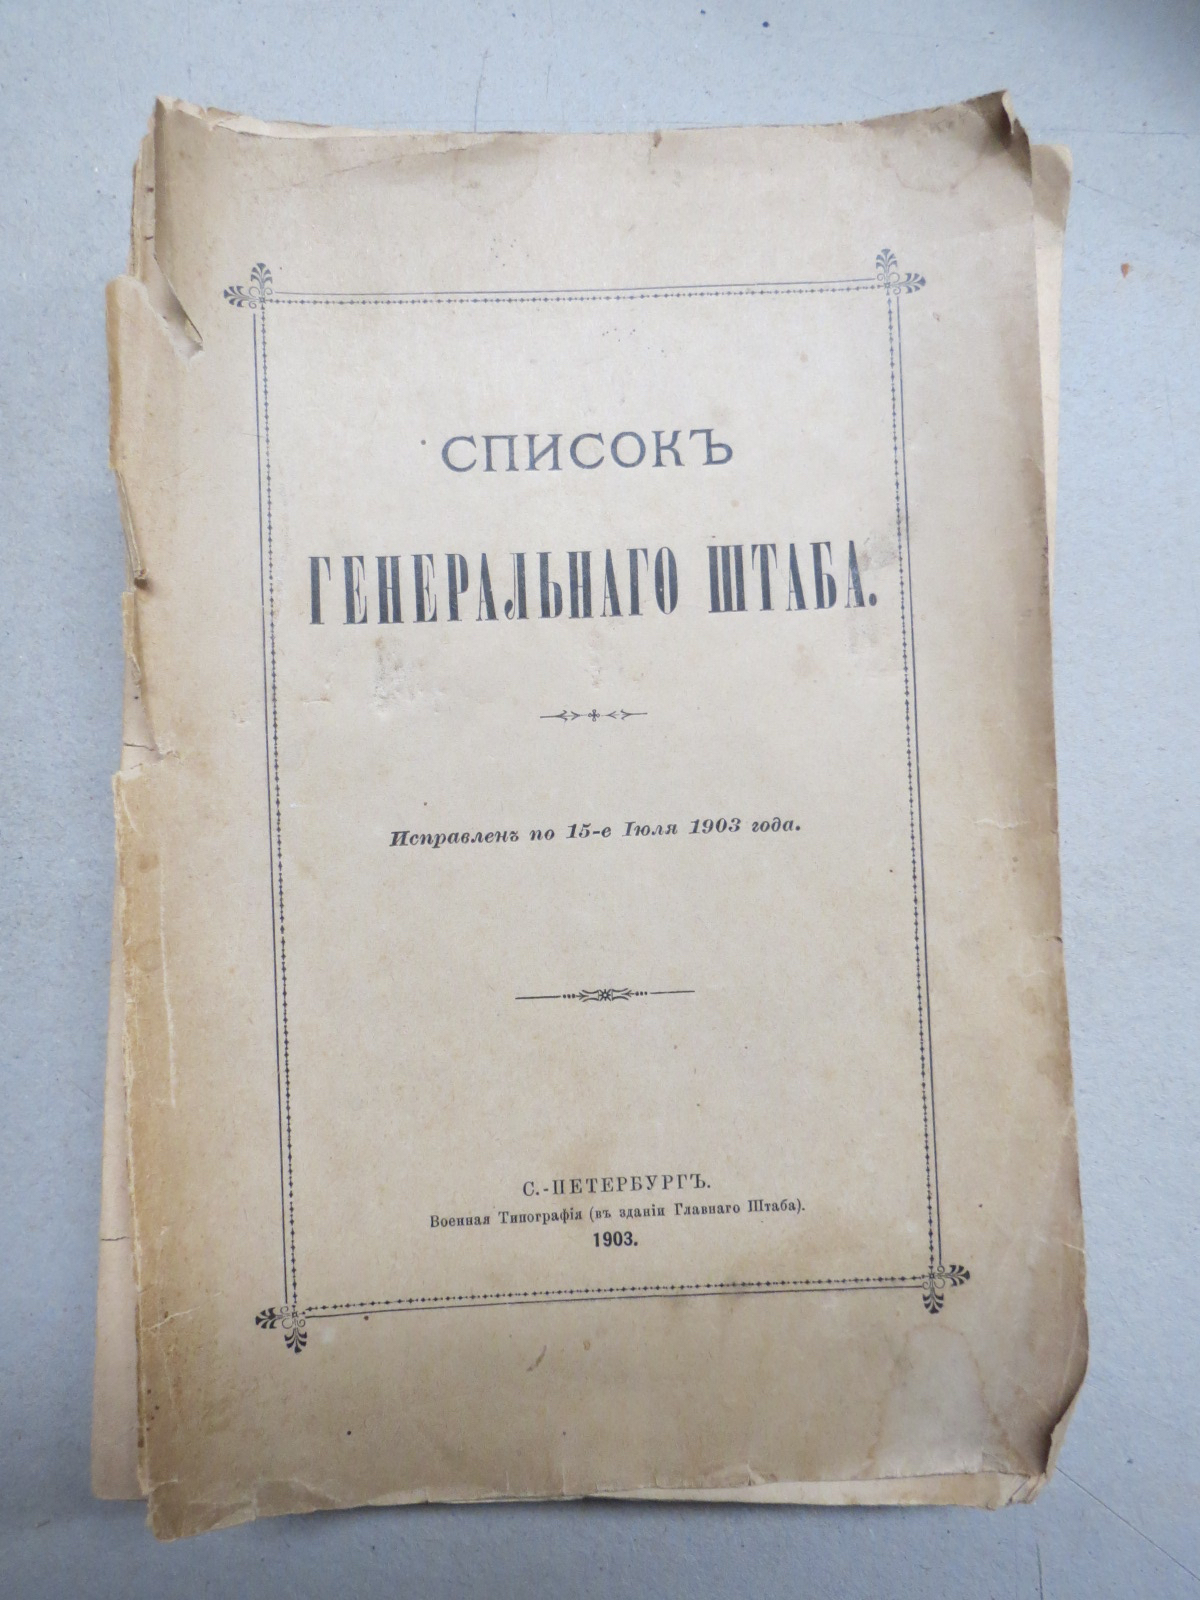 СПИСОКЪ
ГЕНЕРАЛЬНАГО ШТАБА.
Исправленъ по 15-е Іюля 1903 года.
С.-ПЕТЕРБУРГЪ.
Военная Типографія (въ зданіи Главнаго Штаба).
1903.